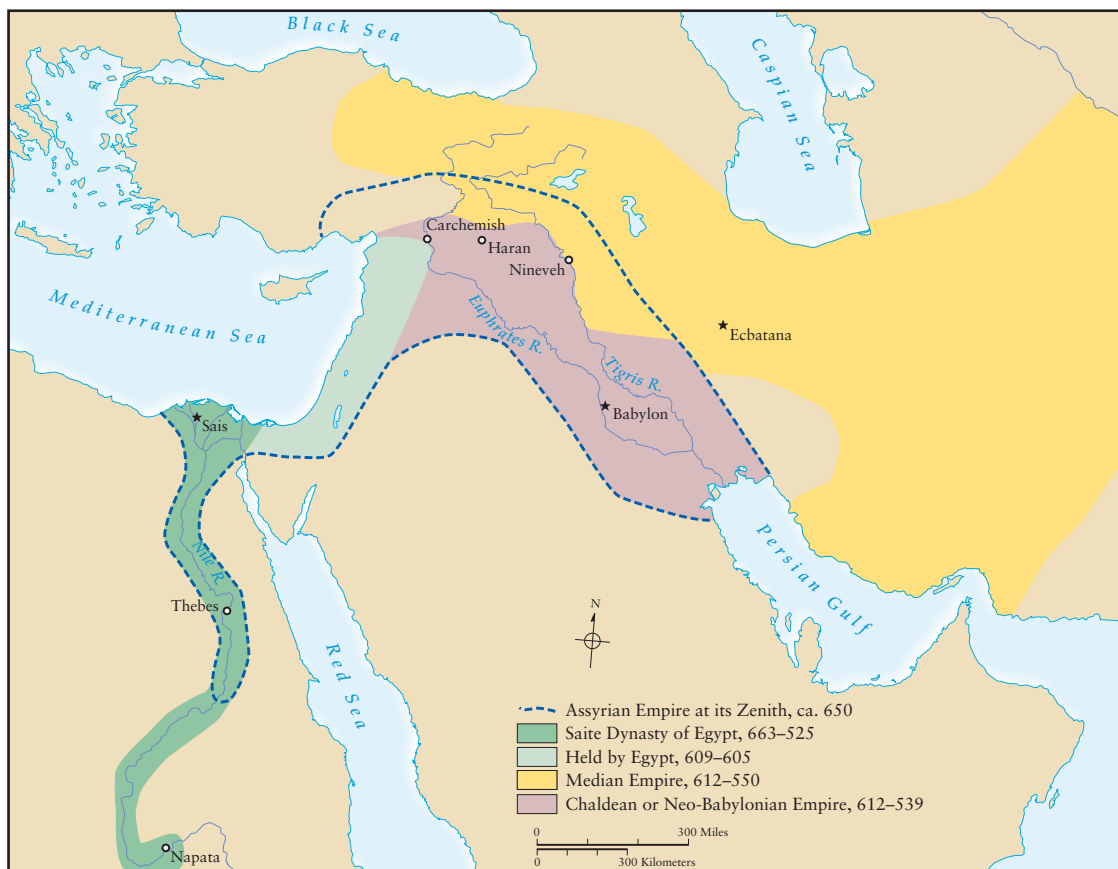 Black Sea
Caspian Sea
Carchemish
Haran
Nineveh
Mediterranean Sea
Euphrates R.
Ecbatana
Tigris R.
Babylon
Sais
Persian Gulf
Nile R.
Thebes
N
Red Sea
Assyrian Empire at its Zenith, ca. 650
Saite Dynasty of Egypt, 663–525
Held by Egypt, 609–605
Median Empire, 612–550
Chaldean or Neo-Babylonian Empire, 612–539
0 300 Miles
0 300 Kilometers
Napata